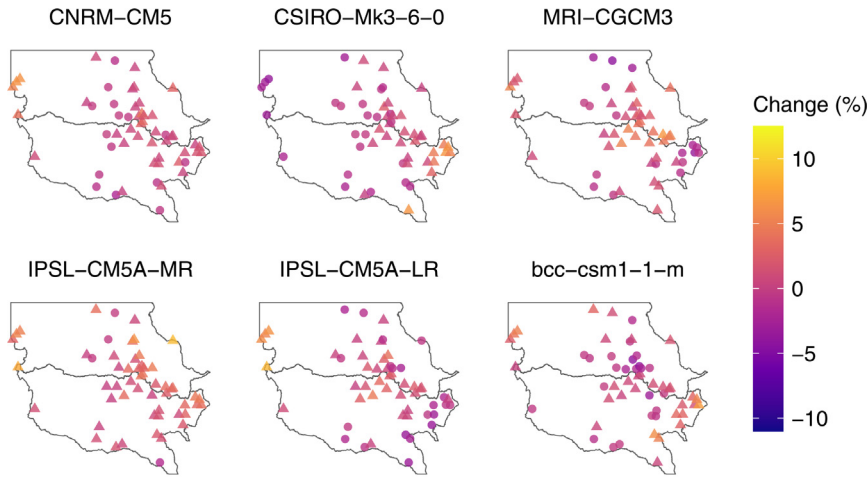 CNRM−CM5
CSIRO−Mk3−6−0
MRI−CGCM3
IPSL−CM5A−MR
IPSL−CM5A−LR
bcc−csm1−1−m
Change (%)
10
5
0
−5
−10